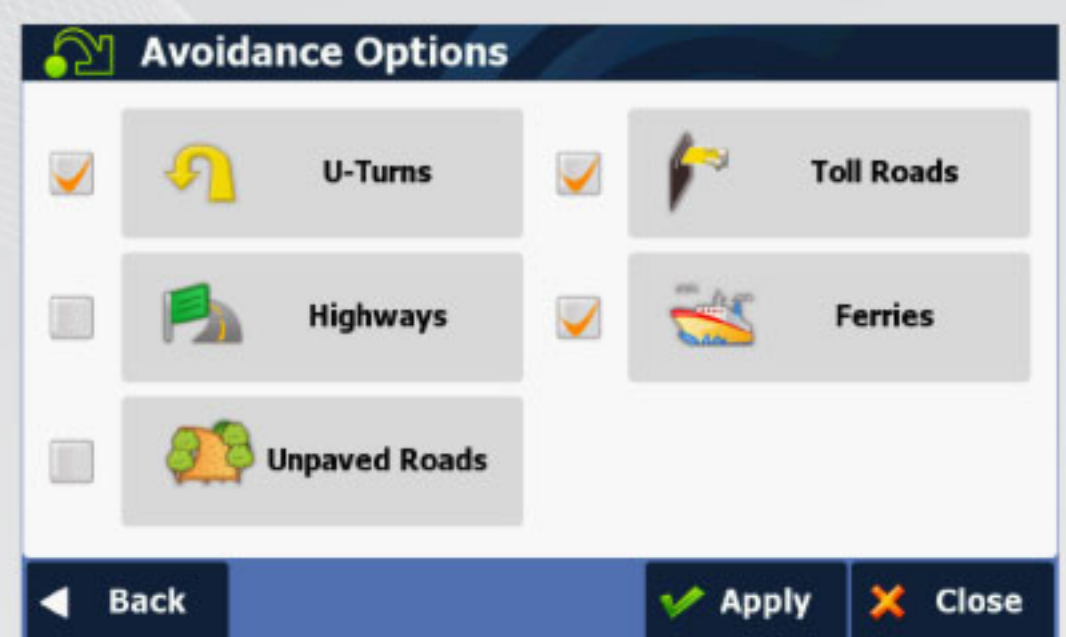 Avoidance Options
U-Turns
Toll Roads
Highways
Ferries
Unpaved Roads
Back
Apply
Close